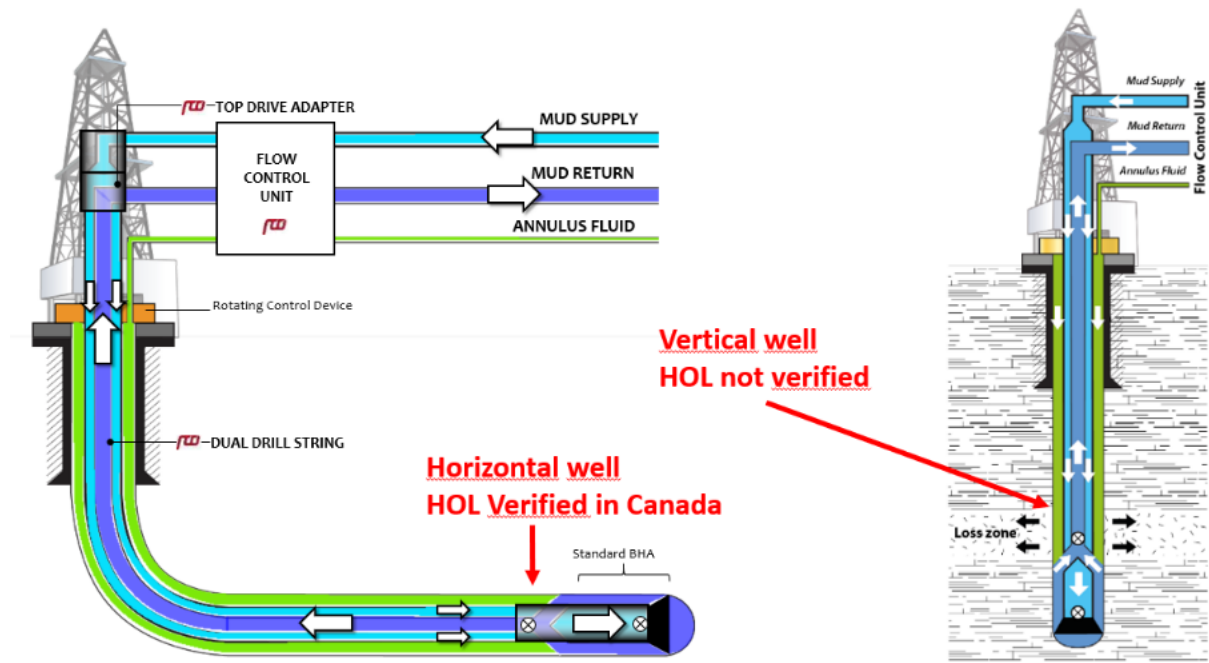 TOP DRIVE ADAPTER
FLOW
CONTROL
UNIT
MUD SUPPLY
MUD RETURN
ANNULUS FLUID
Rotating Control Device
DUAL DRILL STRING
Horizontal well
HOL Verified in Canada
Standard BHA
Vertical well
HOL not verified
Mud Supply
Mud Return
Annulus Fluid
Flow Control Unit
Loss zone